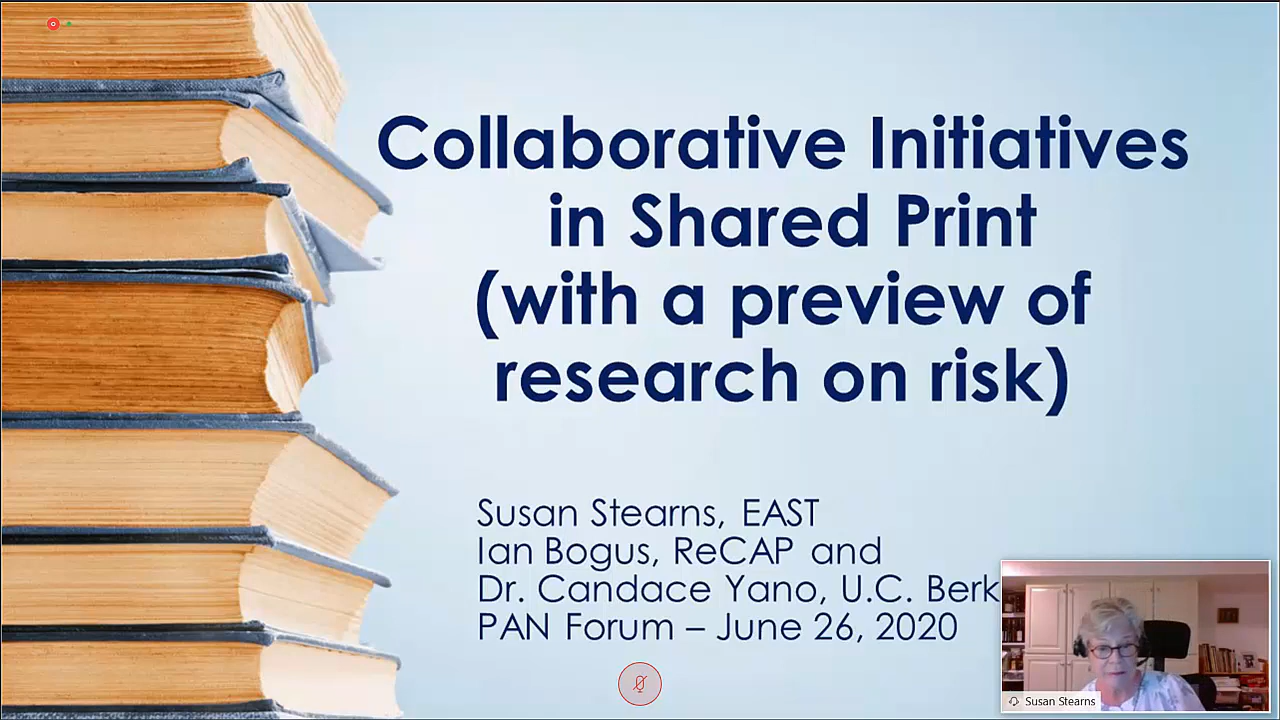 Collaborative Initiatives
in Shared Print
(with a preview of
research on risk)
Susan Stearns, EAST
Ian Bogus, ReCAP and
Dr. Candace Yano, U.C. Berk
PAN Forum – June 26, 2020
Susan Stearns